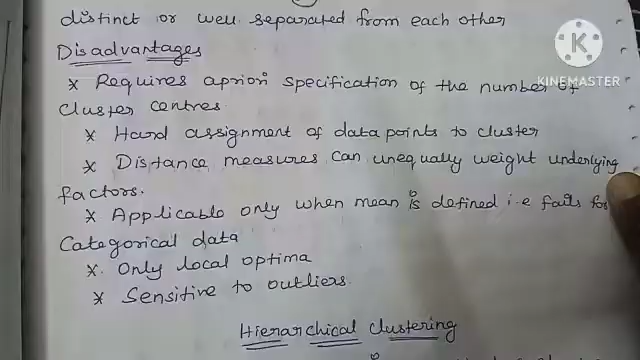 distinct or well separated from each other
Disadvantages
* Requires apriori specification of the number of
cluster centres
* Hard assignment of data points to cluster
* Distance measures can unequally weight underlying
factors.
* Applicable only when mean is defined i.e fails for
Categorical data
* Only local optima
* Sensitive to outliers
Hierarchical clustering
KINEMASTER